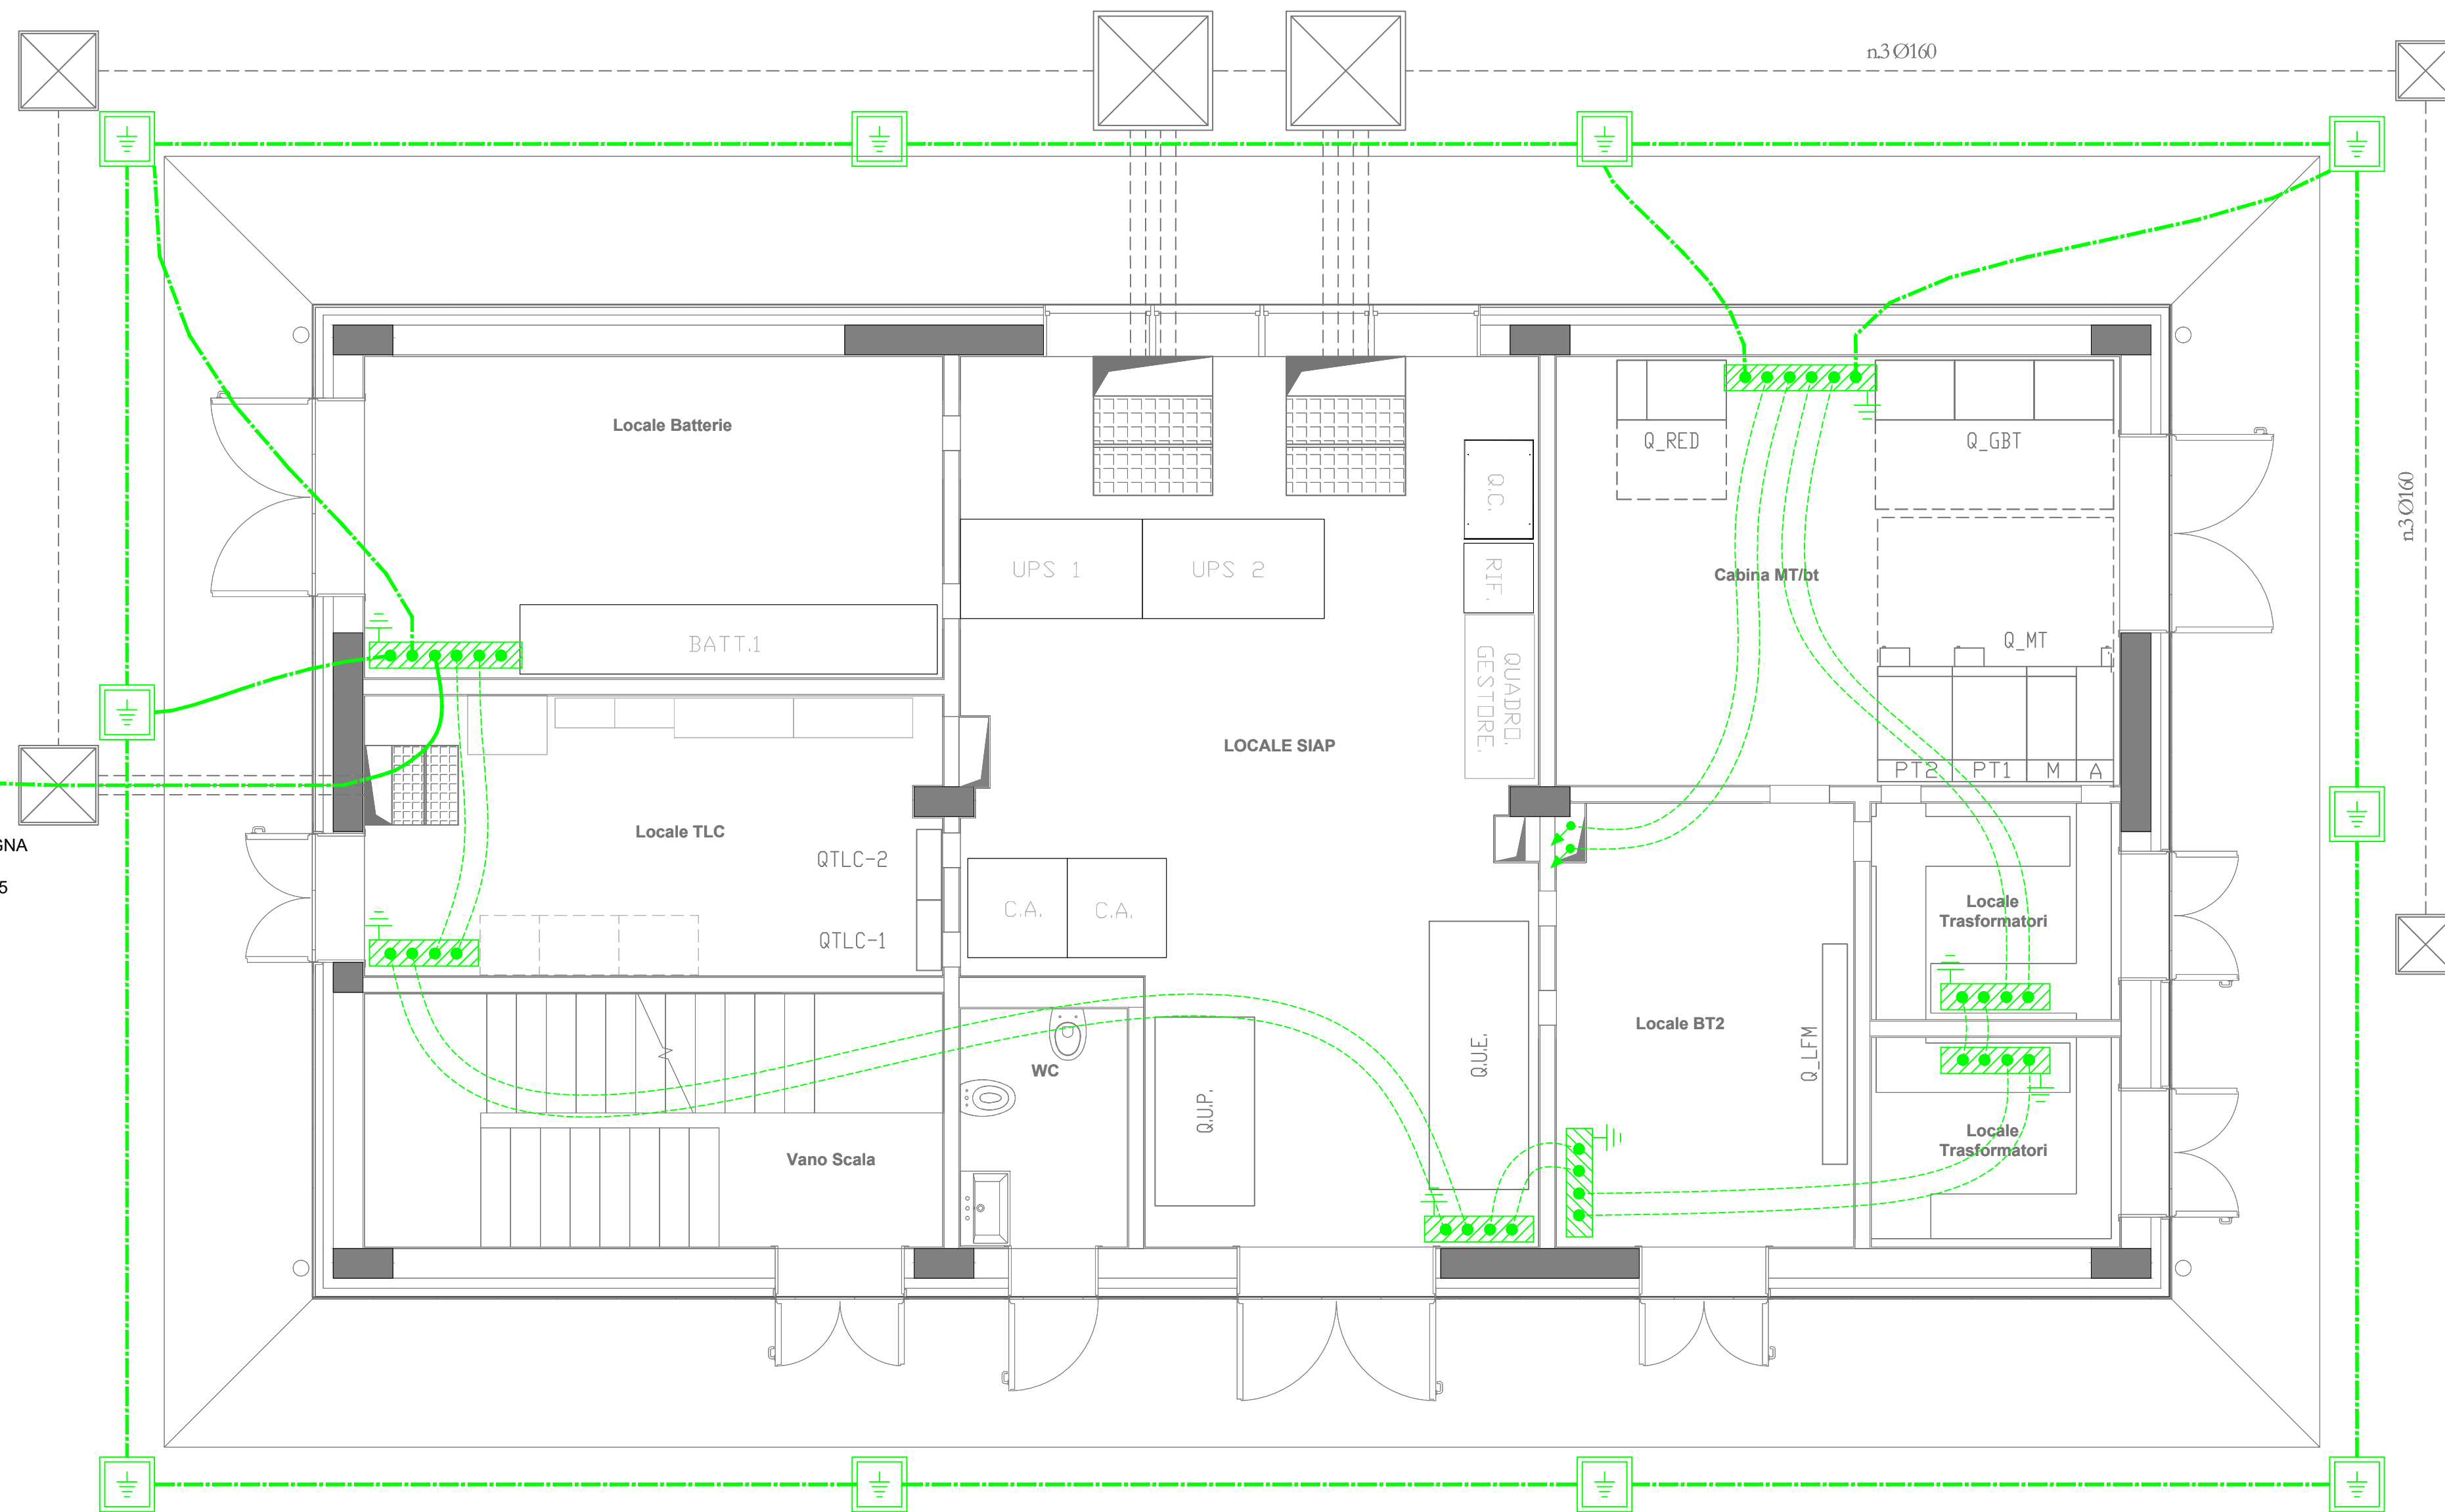 n.3 Ø160
Locale Batterie
Q_RED
Q_GBT
Q.C.
n.3 Ø160
UPS 1
UPS 2
RIF.
Cabina MT/bt
BATT.1
QUADRO.
GESTORE.
Q_MT
LOCALE SIAP
PT2
PT1
M
A
Locale TLC
GNA
QTLC-2
5
C.A.
C.A.
Locale
Trasformatori
QTLC-1
Locale BT2
Q.U.E.
Q_LFM
WC
Q.U.P.
Locale
Trasformatori
Vano Scala